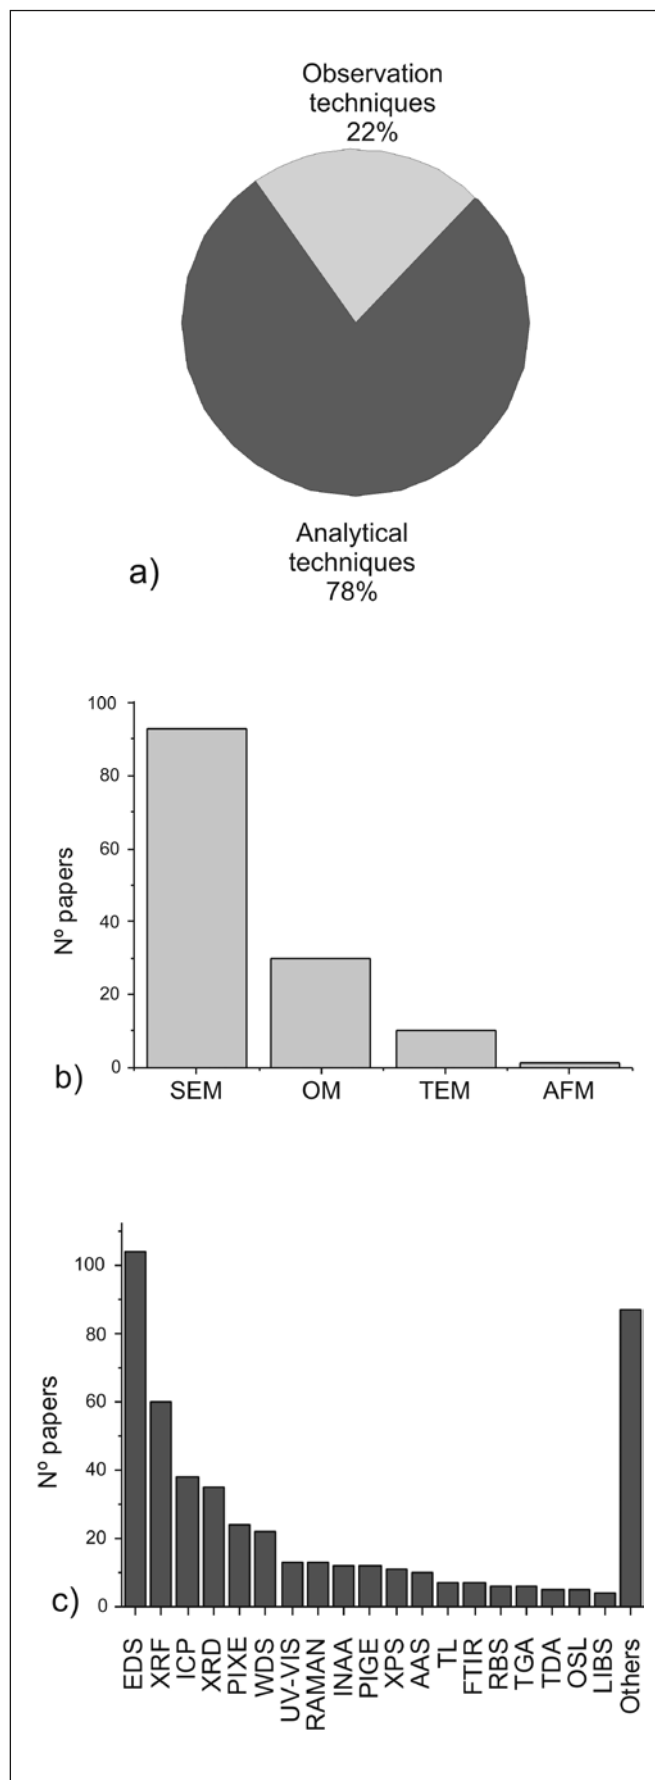 Observation
techniques
22%
Analytical
techniques
78%
a)
100
80
60
40
20
0
Nº papers
b)
SEM OM TEM AFM
100
80
60
40
20
0
Nº papers
c)
EDS
XRF
ICP
XRD
PIXE
WDS
UV-VIS
RAMAN
INAA
PIGE
XPS
AAS
TL
FTIR
RBS
TGA
TDA
OSL
LIBS
Others